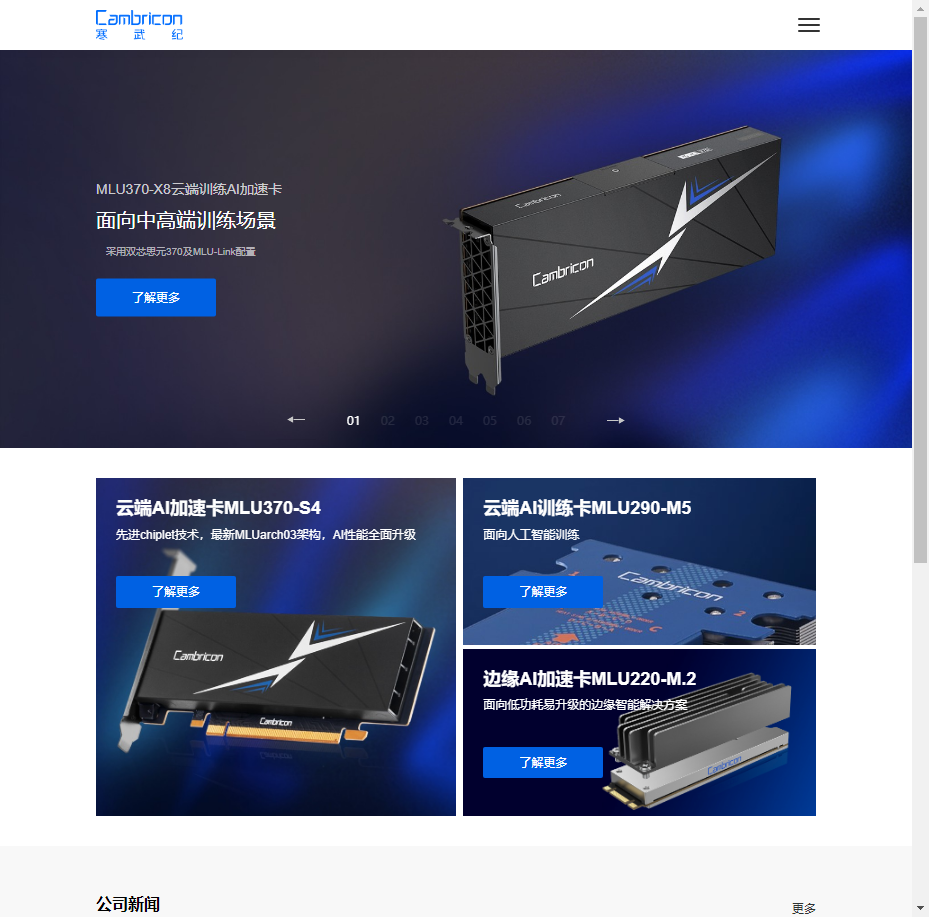 Cambricon
寒武纪
MLU370-X8云端训练AI加速卡
面向中高端训练场景
采用双芯思元370及MLU-Link配置
了解更多
Cambricon
Cambricon
01 02 03 04 05 06 07
云端AI加速卡MLU370-S4
先进chiplet技术，最新MLUarch03架构，AI性能全面升级
了解更多
Cambricon
Cambricon
云端AI训练卡MLU290-M5
面向人工智能训练
了解更多
Cambricon
1
2
C
边缘AI加速卡MLU220-M.2
面向低功耗易升级的边缘智能解决方案
了解更多
Cambricon
公司新闻
更多